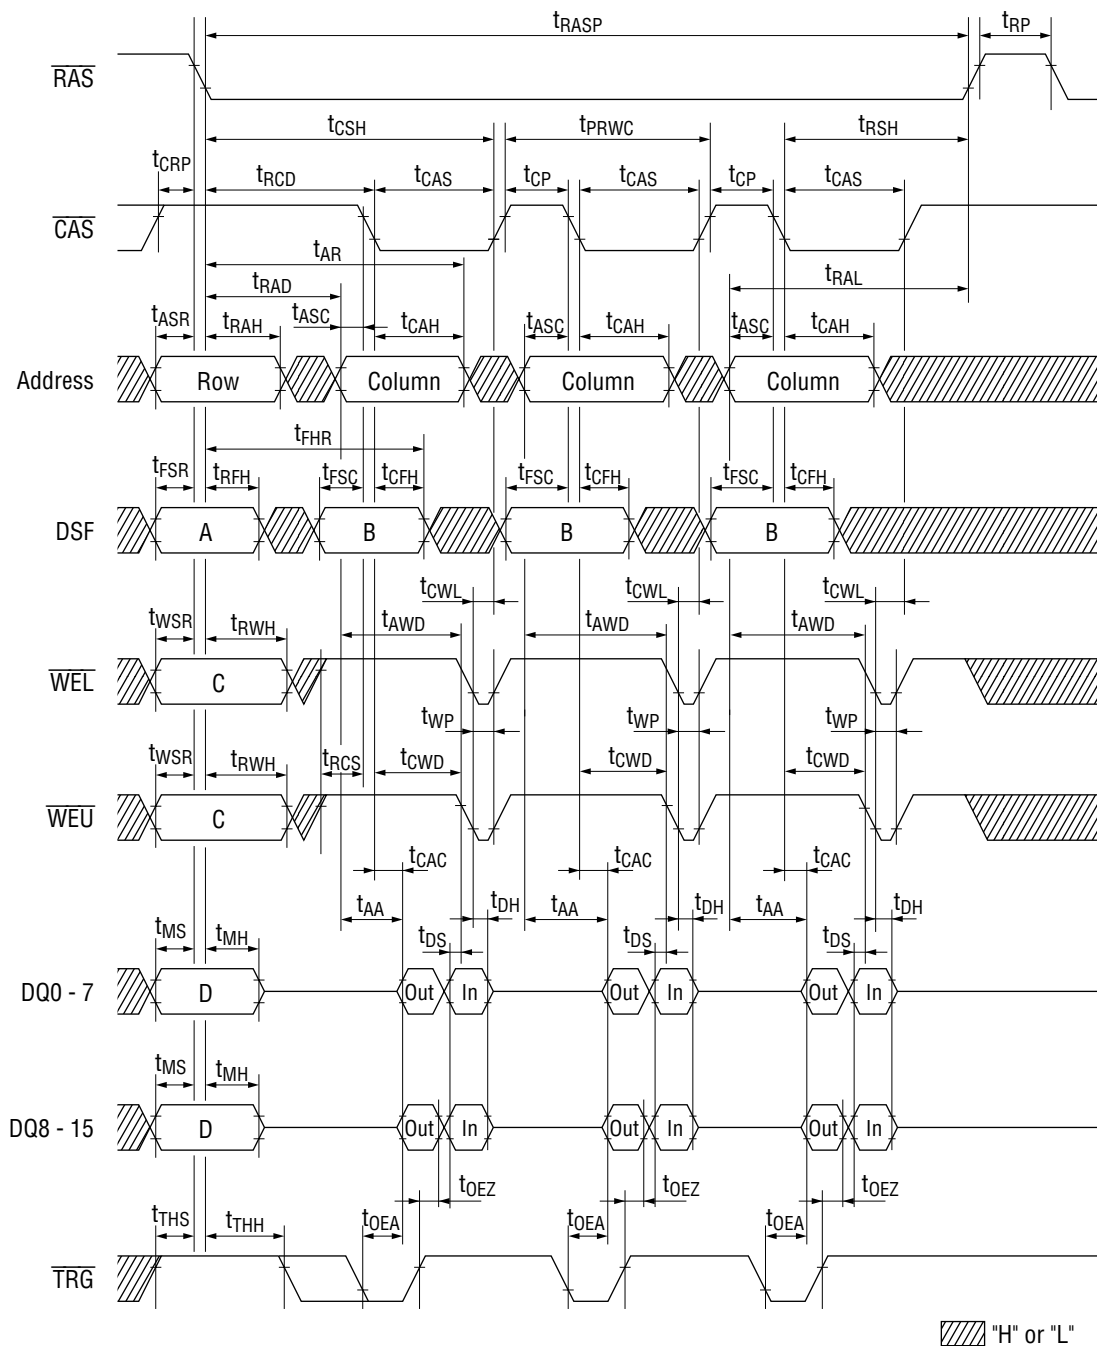 tRASP tRP
RAS
tCSH tPRWC tRSH
tCRP tRCD tCAS tCP tCAS tCP tCAS
CAS
tAR
tRAD tRAL
tASR tRAH tASC tCAH tASC tCAH tASC tCAH
Address Row Column Column Column
tFHR
tFSR tRFH tFSC tCFH tFSC tCFH tFSC tCFH
DSF A B B B
tCWL tCWL tCWL
tWSR tRWH tAWD tAWD tAWD
WEL C
tWP tWP tWP
tWSR tRWH tRCS tCWD tCWD tCWD
WEU C
tCAC tCAC tCAC
tAA tDH tAA tDH tAA tDH
tMS tMH tDS tDS tDS
DQ0 - 7 D Out In Out In Out In
tMS tMH
DQ8 - 15 D Out In Out In Out In
tOEZ tOEZ tOEZ
tTHS tTHH tOEA tOEA tOEA
TRG
"H" or "L"